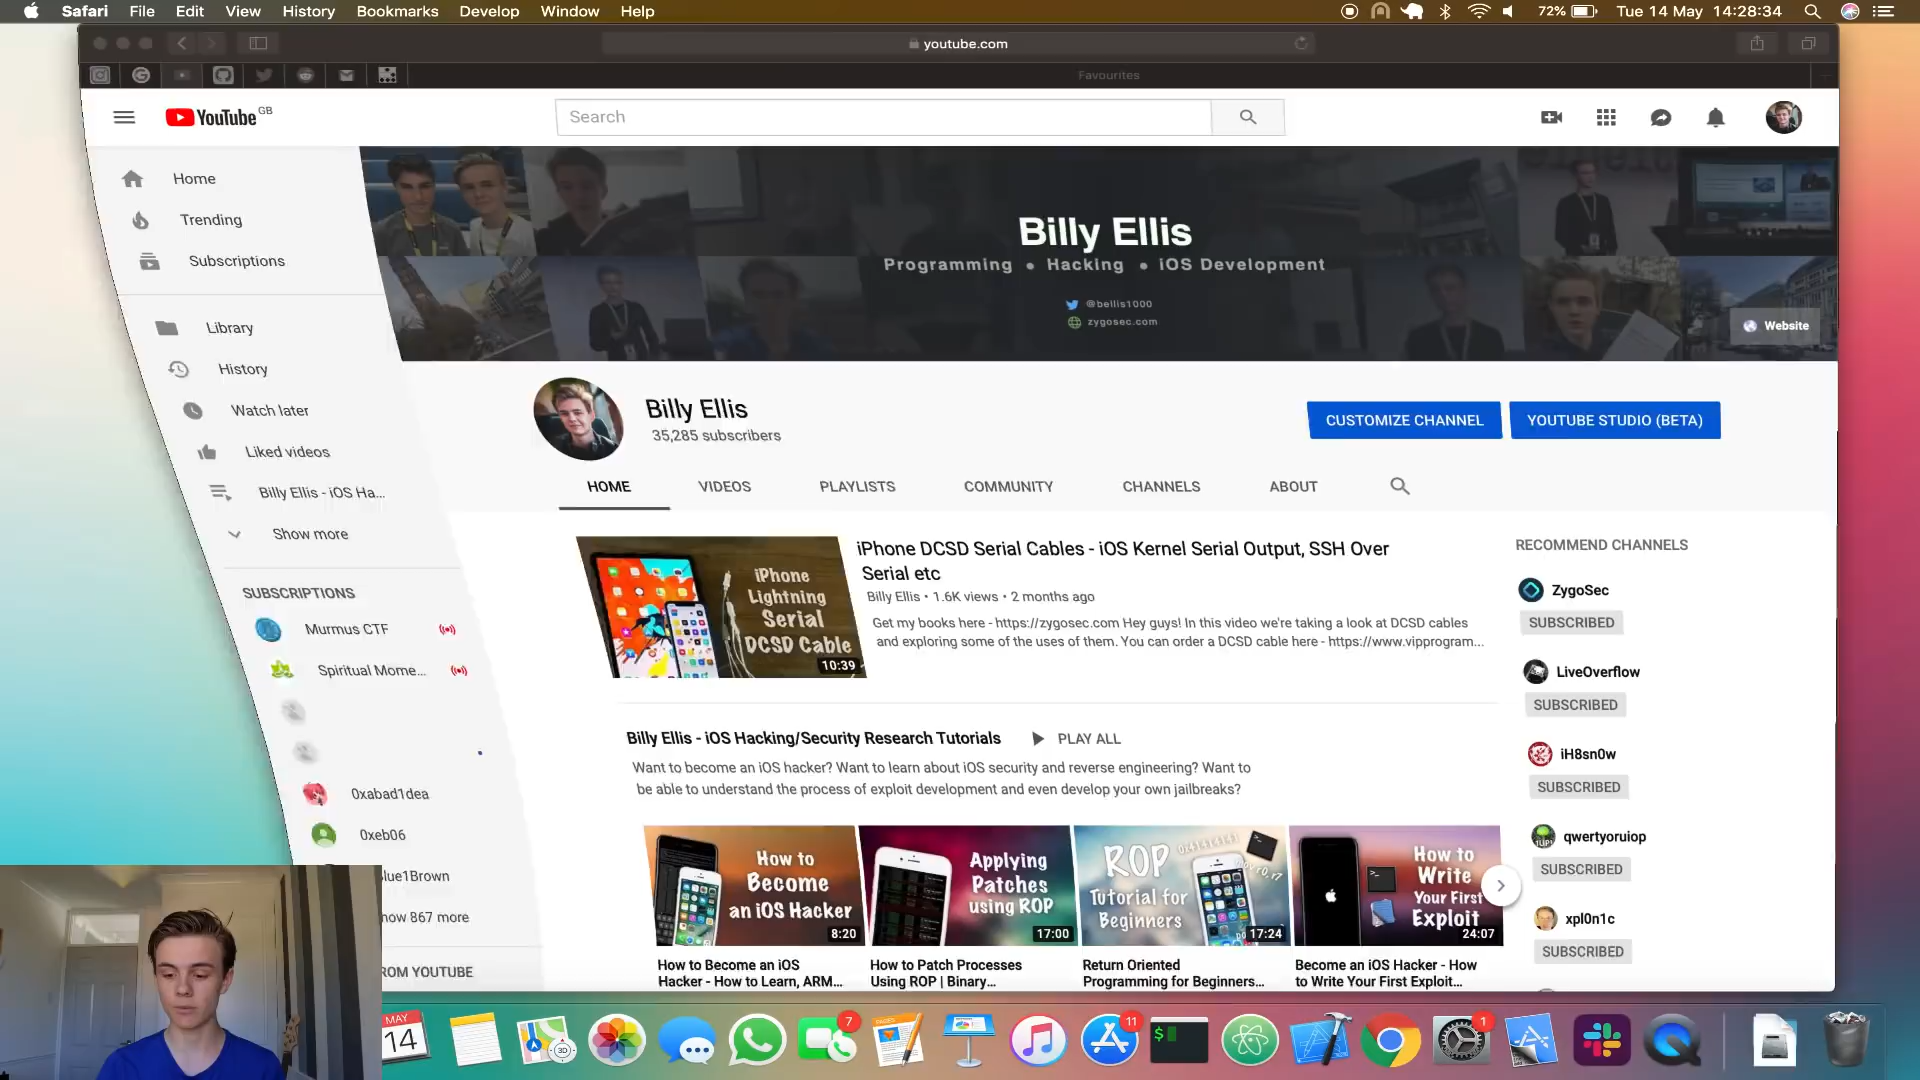 Safari File Edit View History Bookmarks Develop Window Help 72% Tue 14 May 14:28:34
youtube.com
Favourites
YouTube GB Search
Home
Trending
Subscriptions
Library
History
Watch later
Liked videos
Billy Ellis - iOS Ha...
Show more
SUBSCRIPTIONS
Murmus CTF
Spiritual Mome...
0xabad1dea
0xeb06
lue1Brown
how 867 more
ROM YOUTUBE
Billy Ellis
Programming • Hacking • iOS Development
@bellis1000
zygosec.com
Website
Billy Ellis
35,285 subscribers
CUSTOMIZE CHANNEL YOUTUBE STUDIO (BETA)
HOME VIDEOS PLAYLISTS COMMUNITY CHANNELS ABOUT
iPhone
Lightning
Serial
DCSD Cable
10:39
iPhone DCSD Serial Cables - iOS Kernel Serial Output, SSH Over
Serial etc
Billy Ellis • 1.6K views • 2 months ago
Get my books here - https://zygosec.com Hey guys! In this video we're taking a look at DCSD cables
and exploring some of the uses of them. You can order a DCSD cable here - https://www.vipprogram...
Billy Ellis - iOS Hacking/Security Research Tutorials PLAY ALL
Want to become an iOS hacker? Want to learn about iOS security and reverse engineering? Want to
be able to understand the process of exploit development and even develop your own jailbreaks?
How to
Become
an iOS Hacker
8:20
How to Become an iOS
Hacker - How to Learn, ARM...
Applying
Patches
using ROP
17:00
How to Patch Processes
Using ROP | Binary...
ROP
0x41414141
Tutorial for
Beginners
17:24
Return Oriented
Programming for Beginners...
How to
Write
Your First
Exploit
24:07
Become an iOS Hacker - How
to Write Your First Exploit...
RECOMMEND CHANNELS
ZygoSec
SUBSCRIBED
LiveOverflow
SUBSCRIBED
iH8sn0w
SUBSCRIBED
qwertyoruiop
SUBSCRIBED
xpl0n1c
SUBSCRIBED
MAY
14
3D
7
PAGES
11
$
1